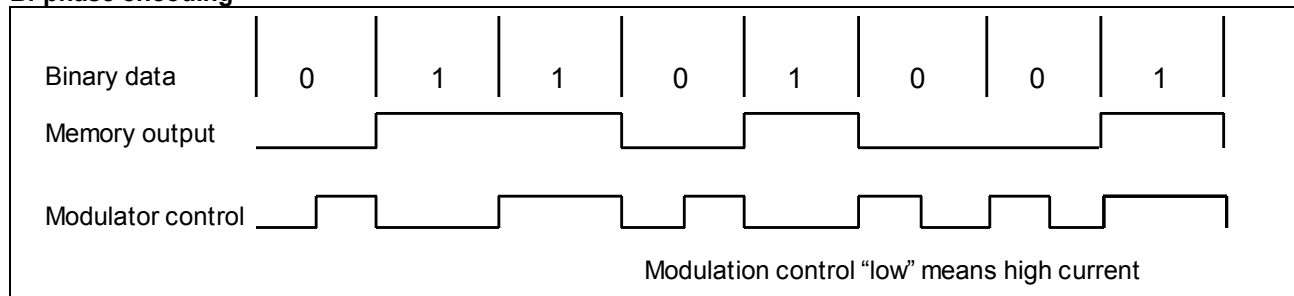 Bi-phase encoding
Binary data 0 1 1 0 1 0 0 1
Memory output
Modulator control
Modulation control “low” means high current